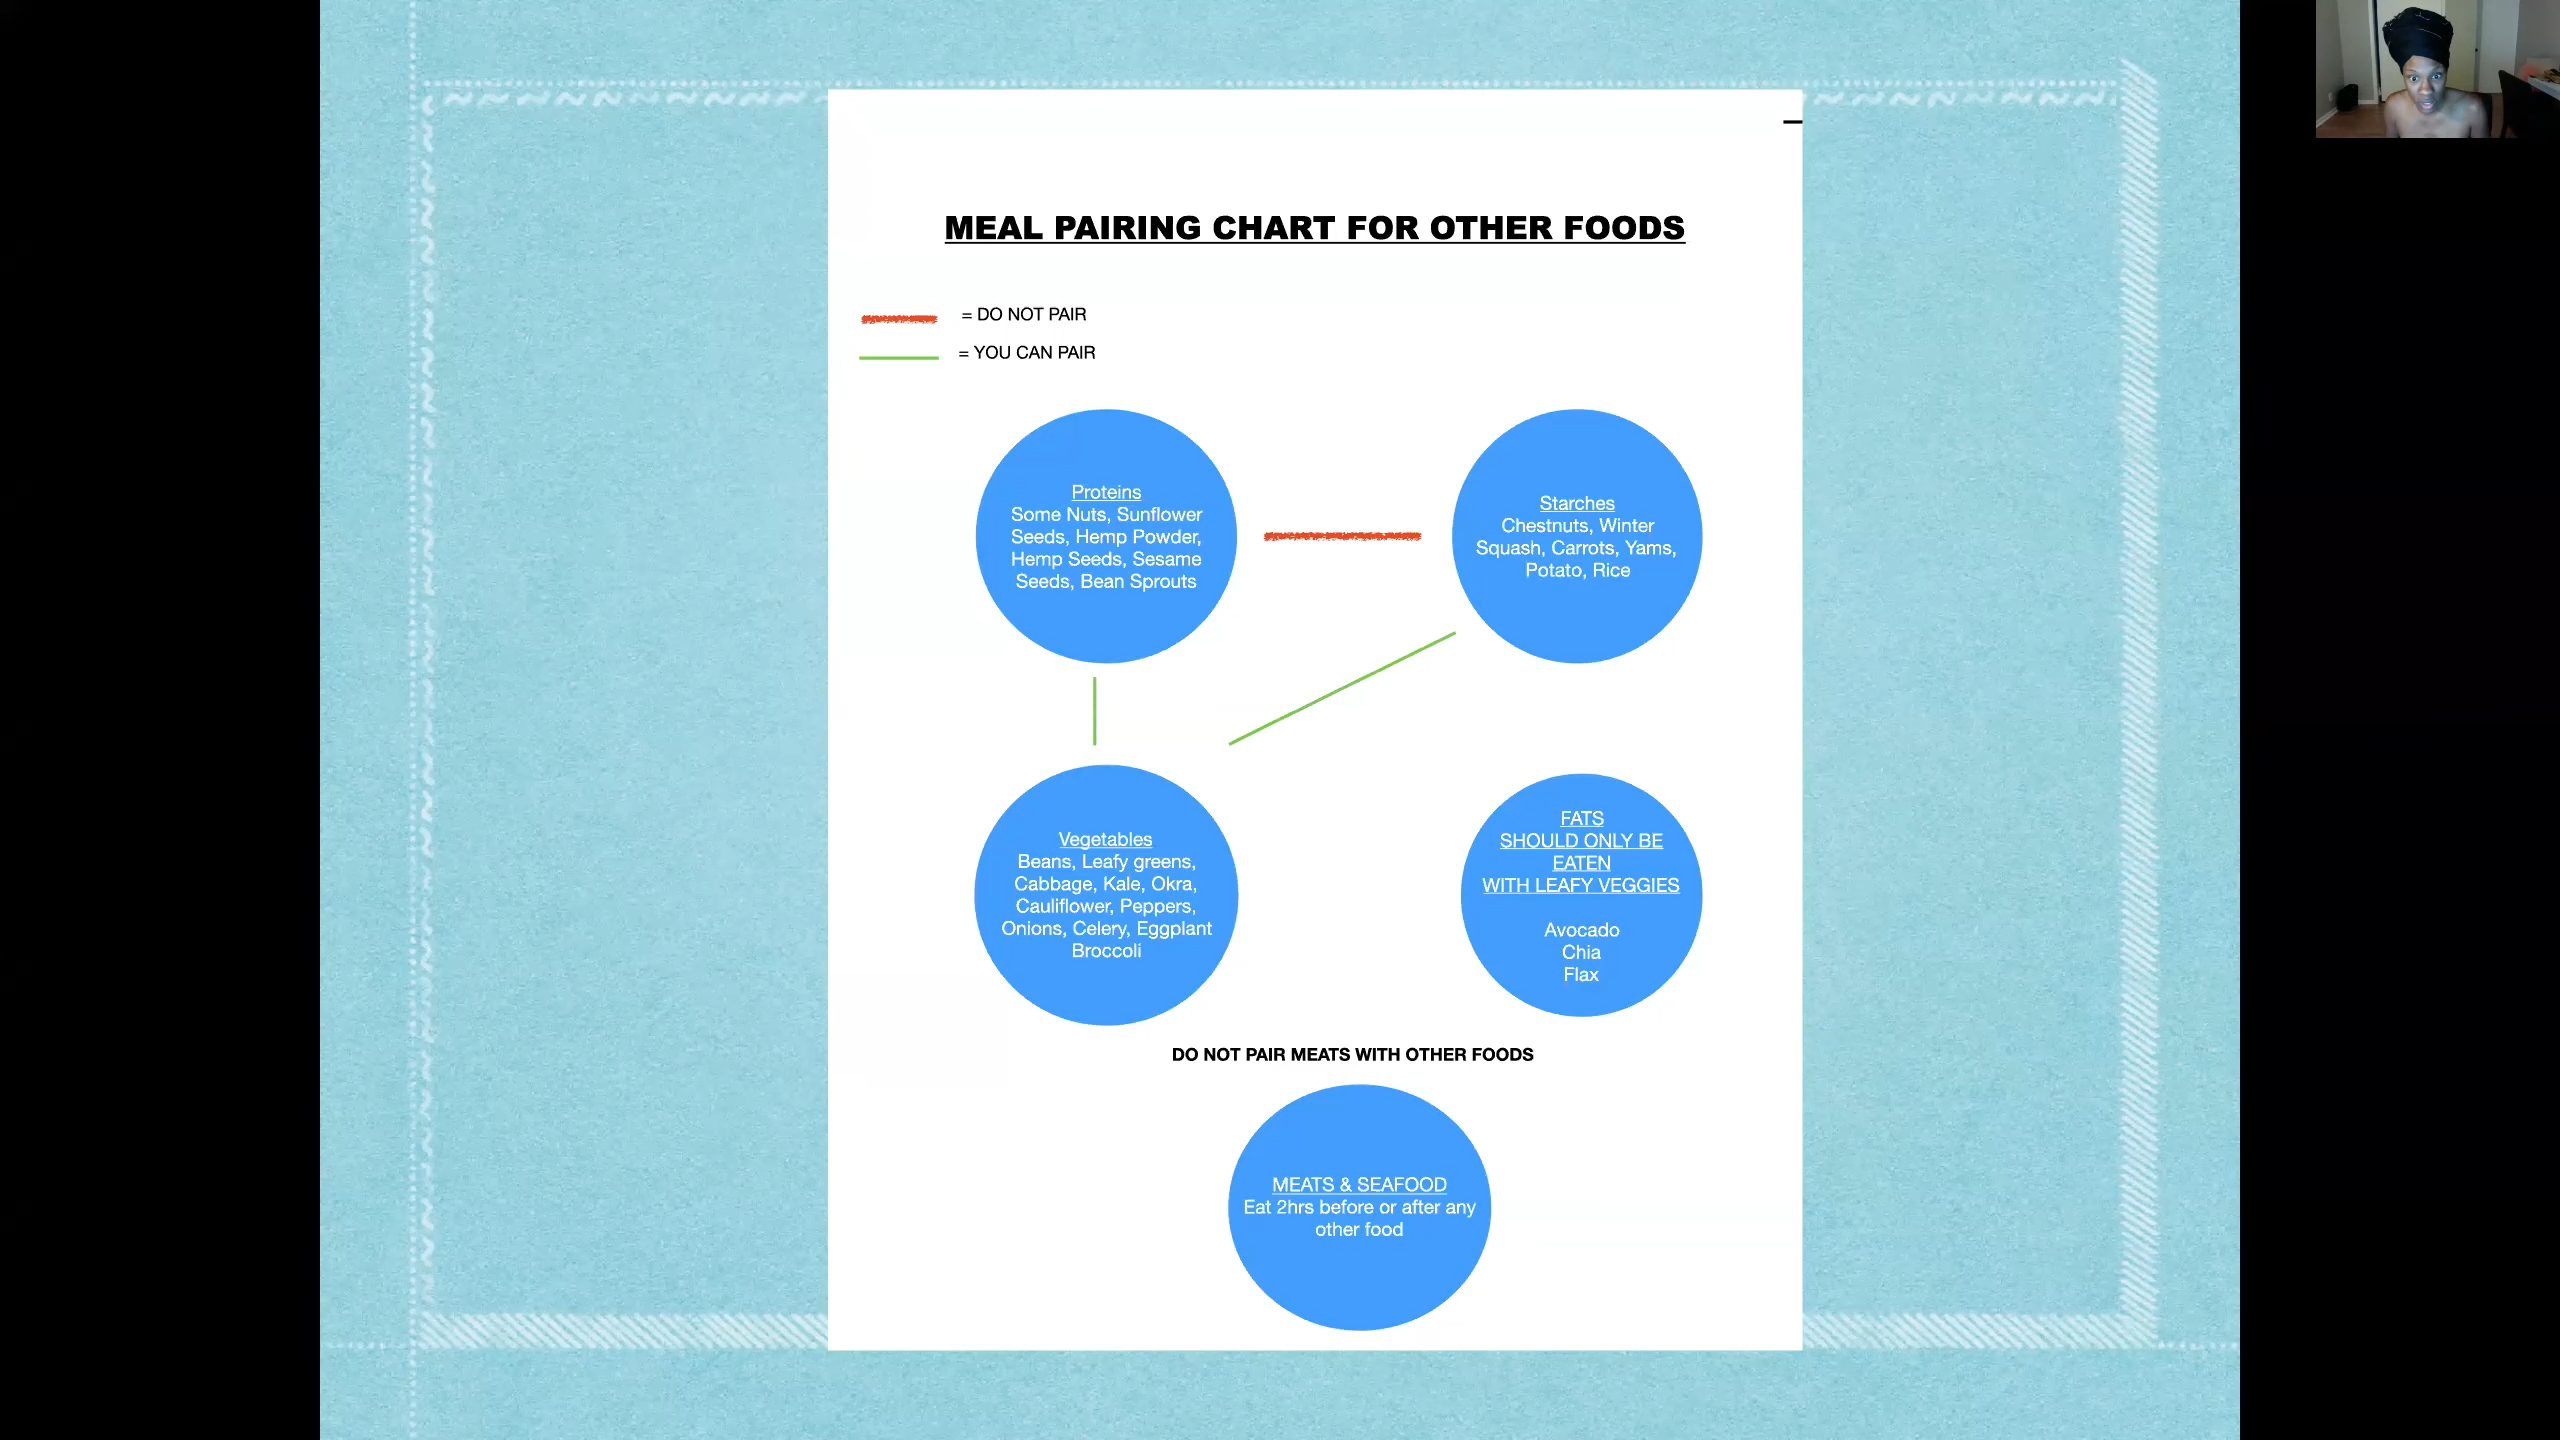 MEAL PAIRING CHART FOR OTHER FOODS
= DO NOT PAIR
= YOU CAN PAIR
Proteins
Some Nuts, Sunflower
Seeds, Hemp Powder,
Hemp Seeds, Sesame
Seeds, Bean Sprouts
Starches
Chestnuts, Winter
Squash, Carrots, Yams,
Potato, Rice
Vegetables
Beans, Leafy greens,
Cabbage, Kale, Okra,
Cauliflower, Peppers,
Onions, Celery, Eggplant
Broccoli
FATS
SHOULD ONLY BE
EATEN
WITH LEAFY VEGGIES
Avocado
Chia
Flax
DO NOT PAIR MEATS WITH OTHER FOODS
MEATS & SEAFOOD
Eat 2hrs before or after any
other food